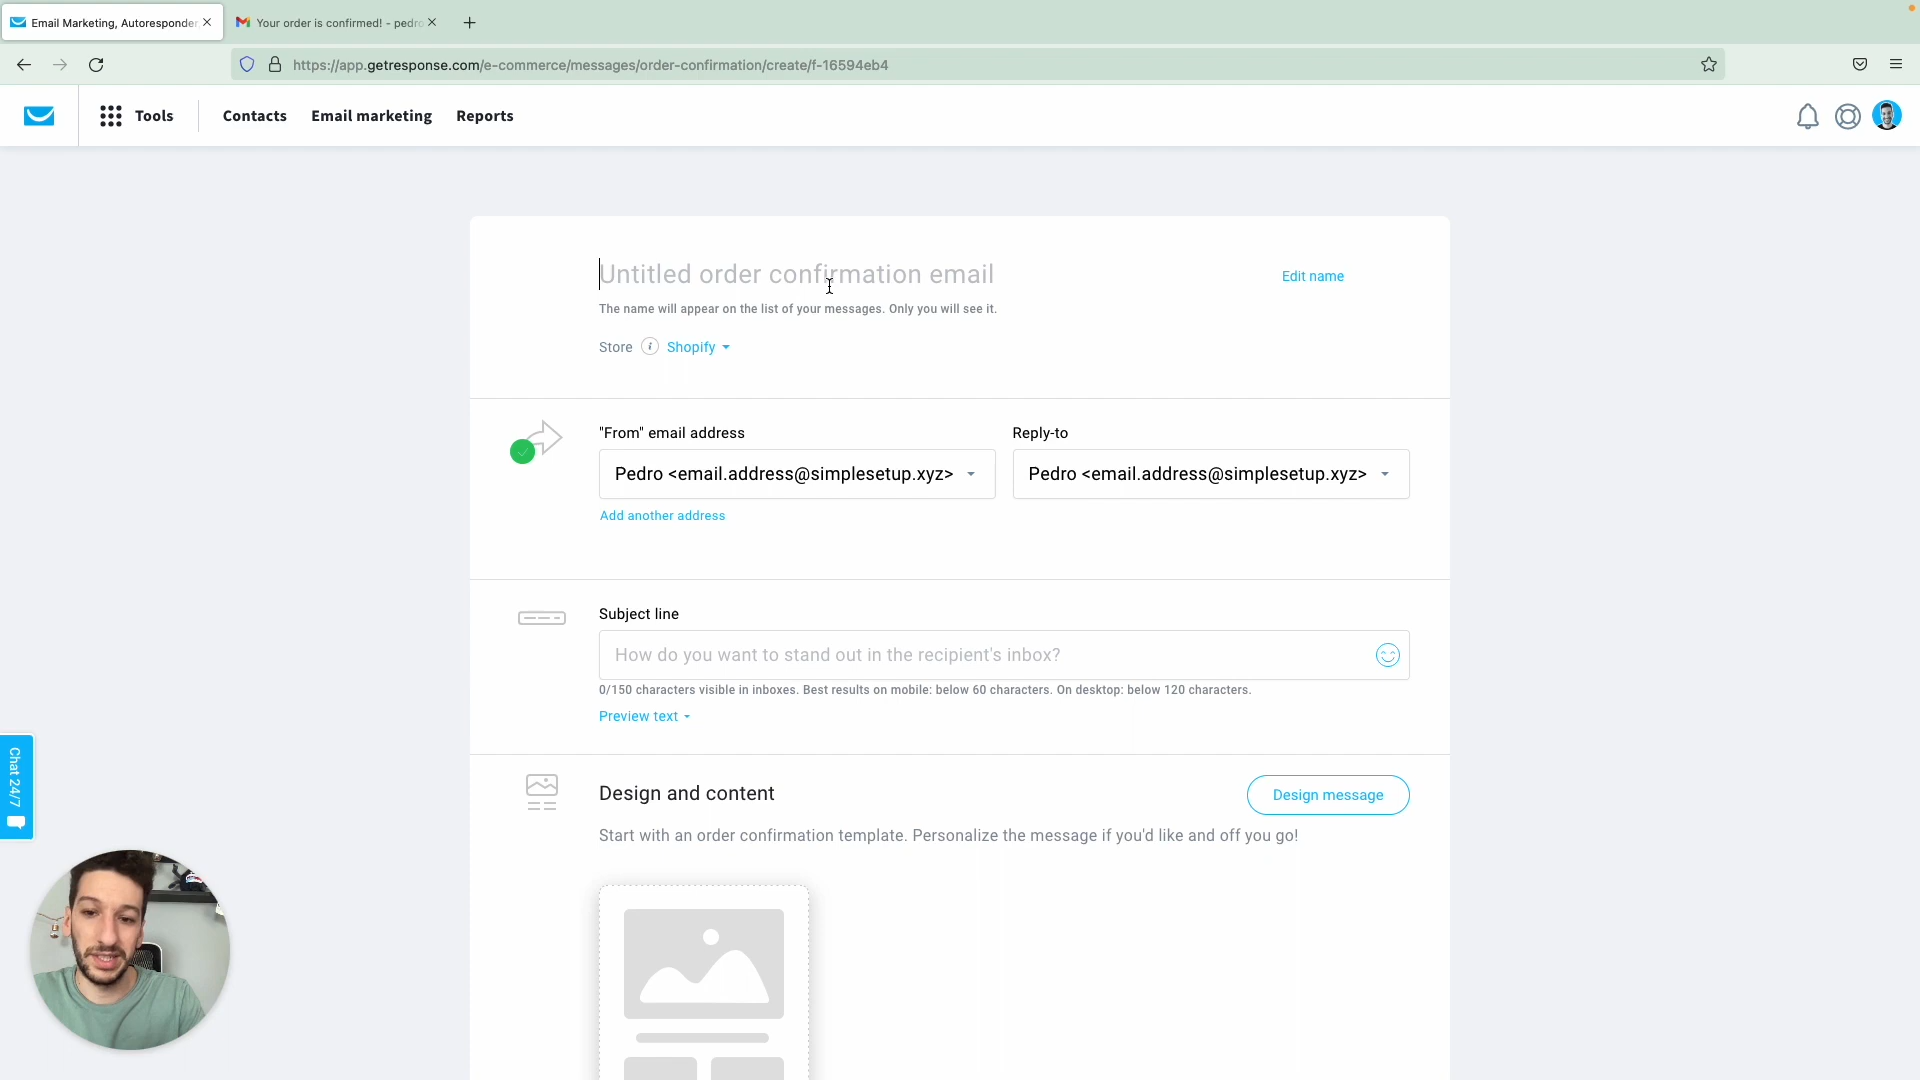 Email Marketing, Autoresponder
Your order is confirmed! - pedro
https://app.getresponse.com/e-commerce/messages/order-confirmation/create/f-16594eb4
Tools
Contacts
Email marketing
Reports
Untitled order confirmation email
Edit name
The name will appear on the list of your messages. Only you will see it.
Store i Shopify
"From" email address
Reply-to
Pedro <email.address@simplesetup.xyz>
Pedro <email.address@simplesetup.xyz>
Add another address
Subject line
How do you want to stand out in the recipient's inbox?
0/150 characters visible in inboxes. Best results on mobile: below 60 characters. On desktop: below 120 characters.
Preview text
Chat 24/7
Design and content
Design message
Start with an order confirmation template. Personalize the message if you'd like and off you go!